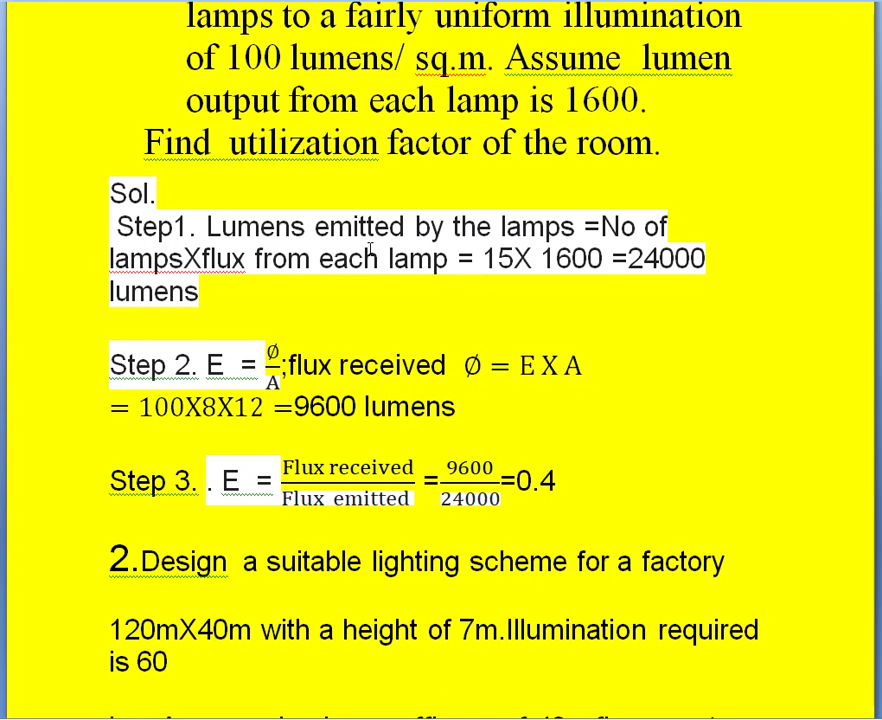 lamps to a fairly uniform illumination
of 100 lumens/ sq.m. Assume lumen
output from each lamp is 1600.
Find utilization factor of the room.
Sol.
Step1. Lumens emitted by the lamps =No of
lampsXflux from each lamp = 15X 1600 =24000
lumens
Step 2. E = ∅/A;flux received ∅ = E X A
= 100X8X12 =9600 lumens
Step 3. . E = Flux received/Flux emitted =9600/24000=0.4
2.Design a suitable lighting scheme for a factory
120mX40m with a height of 7m.Illumination required
is 60